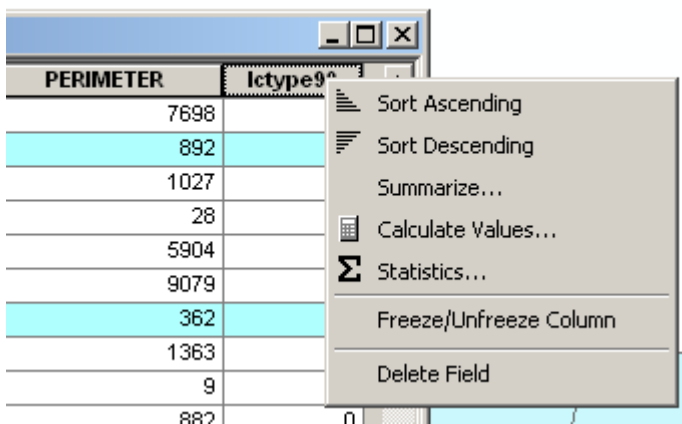 PERIMETER lctype9
7698 Sort Ascending
892 Sort Descending
1027 Summarize...
28 Calculate Values...
5904 Statistics...
9079
362 Freeze/Unfreeze Column
1363
9 Delete Field
882 0